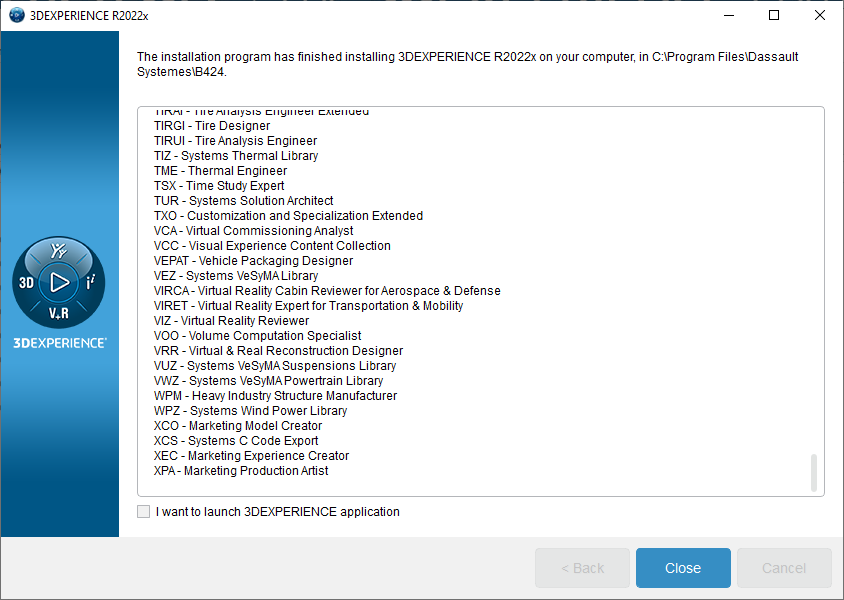 3DEXPERIENCE R2022x
The installation program has finished installing 3DEXPERIENCE R2022x on your computer, in C:\Program Files\Dassault
Systemes\B424.
TIRAI - Tire Analysis Engineer Extended
TIRGI - Tire Designer
TIRUI - Tire Analysis Engineer
TIZ - Systems Thermal Library
TME - Thermal Engineer
TSX - Time Study Expert
TUR - Systems Solution Architect
TXO - Customization and Specialization Extended
VCA - Virtual Commissioning Analyst
VCC - Visual Experience Content Collection
VEPAT - Vehicle Packaging Designer
VEZ - Systems VeSyMA Library
VIRCA - Virtual Reality Cabin Reviewer for Aerospace & Defense
VIRET - Virtual Reality Expert for Transportation & Mobility
VIZ - Virtual Reality Reviewer
VOO - Volume Computation Specialist
VRR - Virtual & Real Reconstruction Designer
VUZ - Systems VeSyMA Suspensions Library
VWZ - Systems VeSyMA Powertrain Library
WPM - Heavy Industry Structure Manufacturer
WPZ - Systems Wind Power Library
XCO - Marketing Model Creator
XCS - Systems C Code Export
XEC - Marketing Experience Creator
XPA - Marketing Production Artist
3D
i²
V+R
3DEXPERIENCE
I want to launch 3DEXPERIENCE application
< Back
Close
Cancel